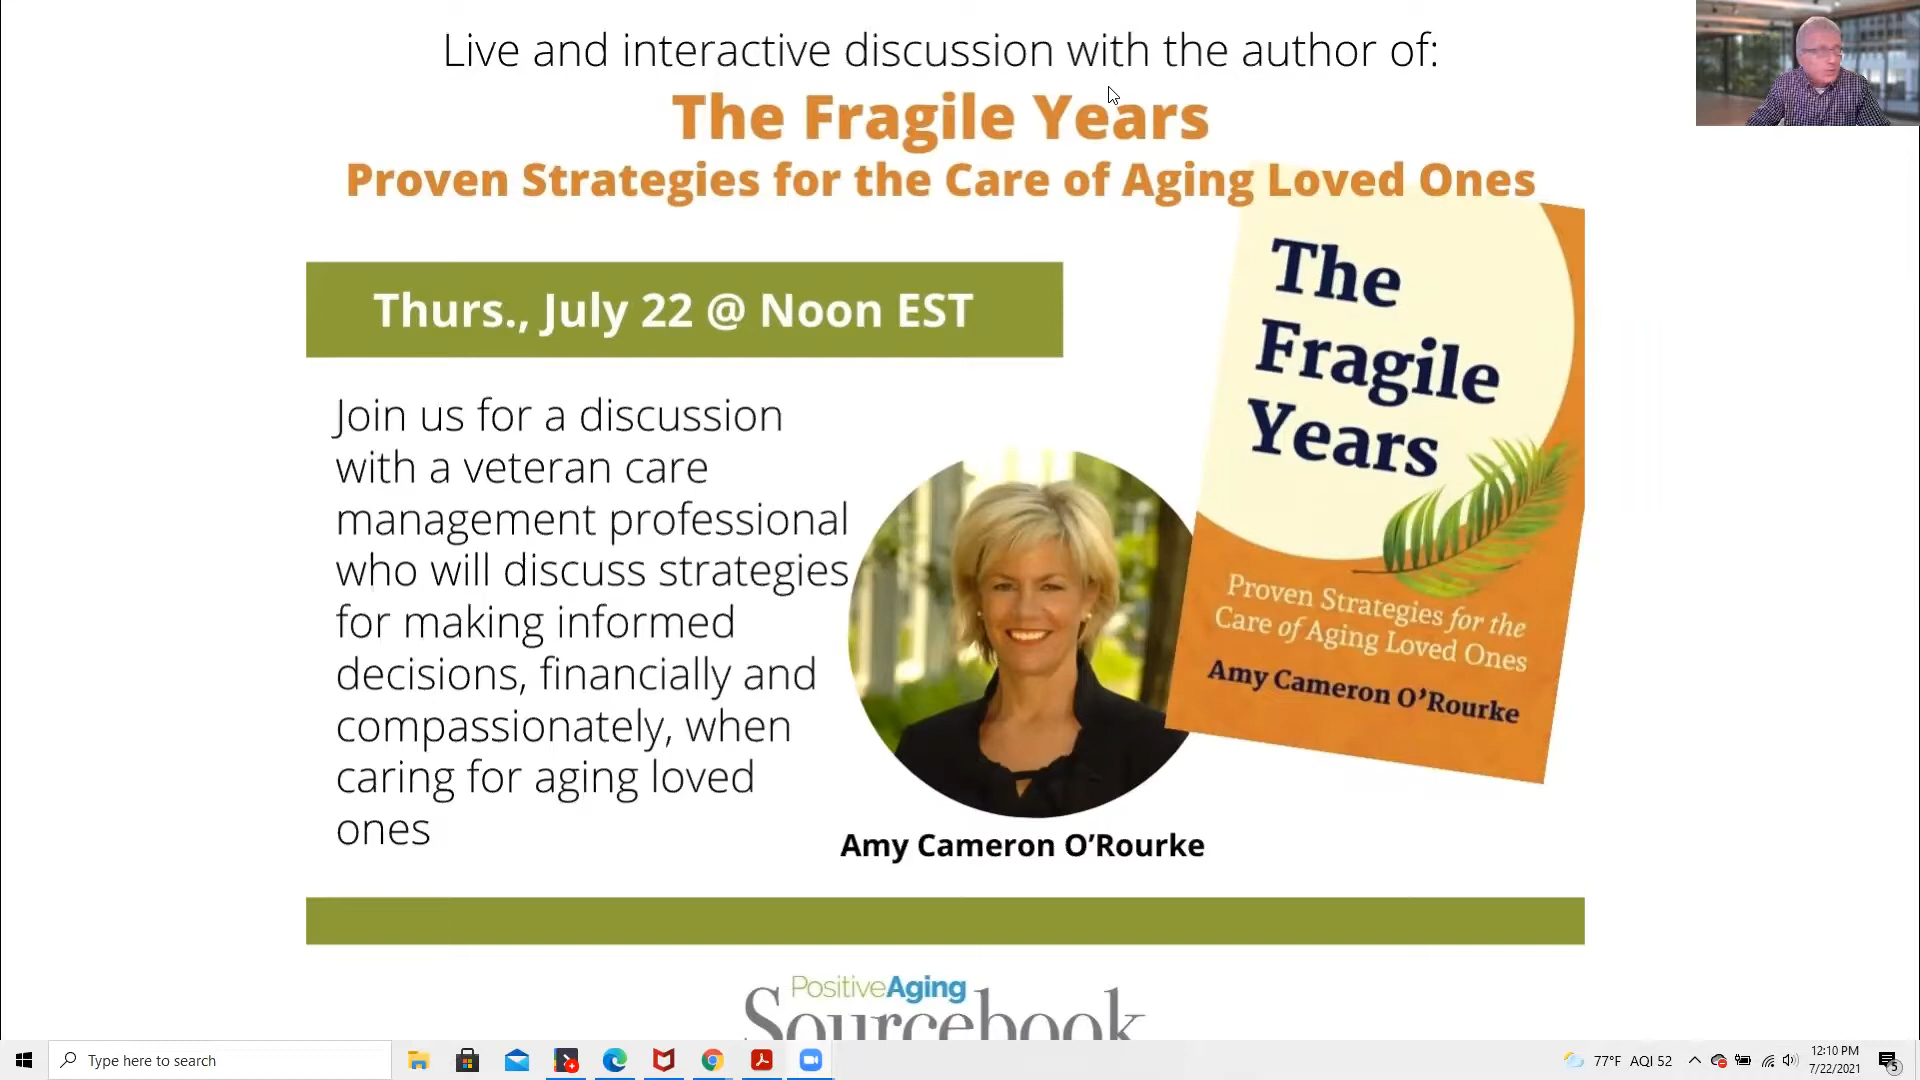 Live and interactive discussion with the author of:
The Fragile Years
Proven Strategies for the Care of Aging Loved Ones
Thurs., July 22 @ Noon EST
Join us for a discussion
with a veteran care
management professional
who will discuss strategies
for making informed
decisions, financially and
compassionately, when
caring for aging loved
ones
The
Fragile
Years
Proven Strategies for the
Care of Aging Loved Ones
Amy Cameron O’Rourke
Amy Cameron O’Rourke
PositiveAging
Sourcebook
Type here to search
77°F AQI 52
12:10 PM
7/22/2021
5